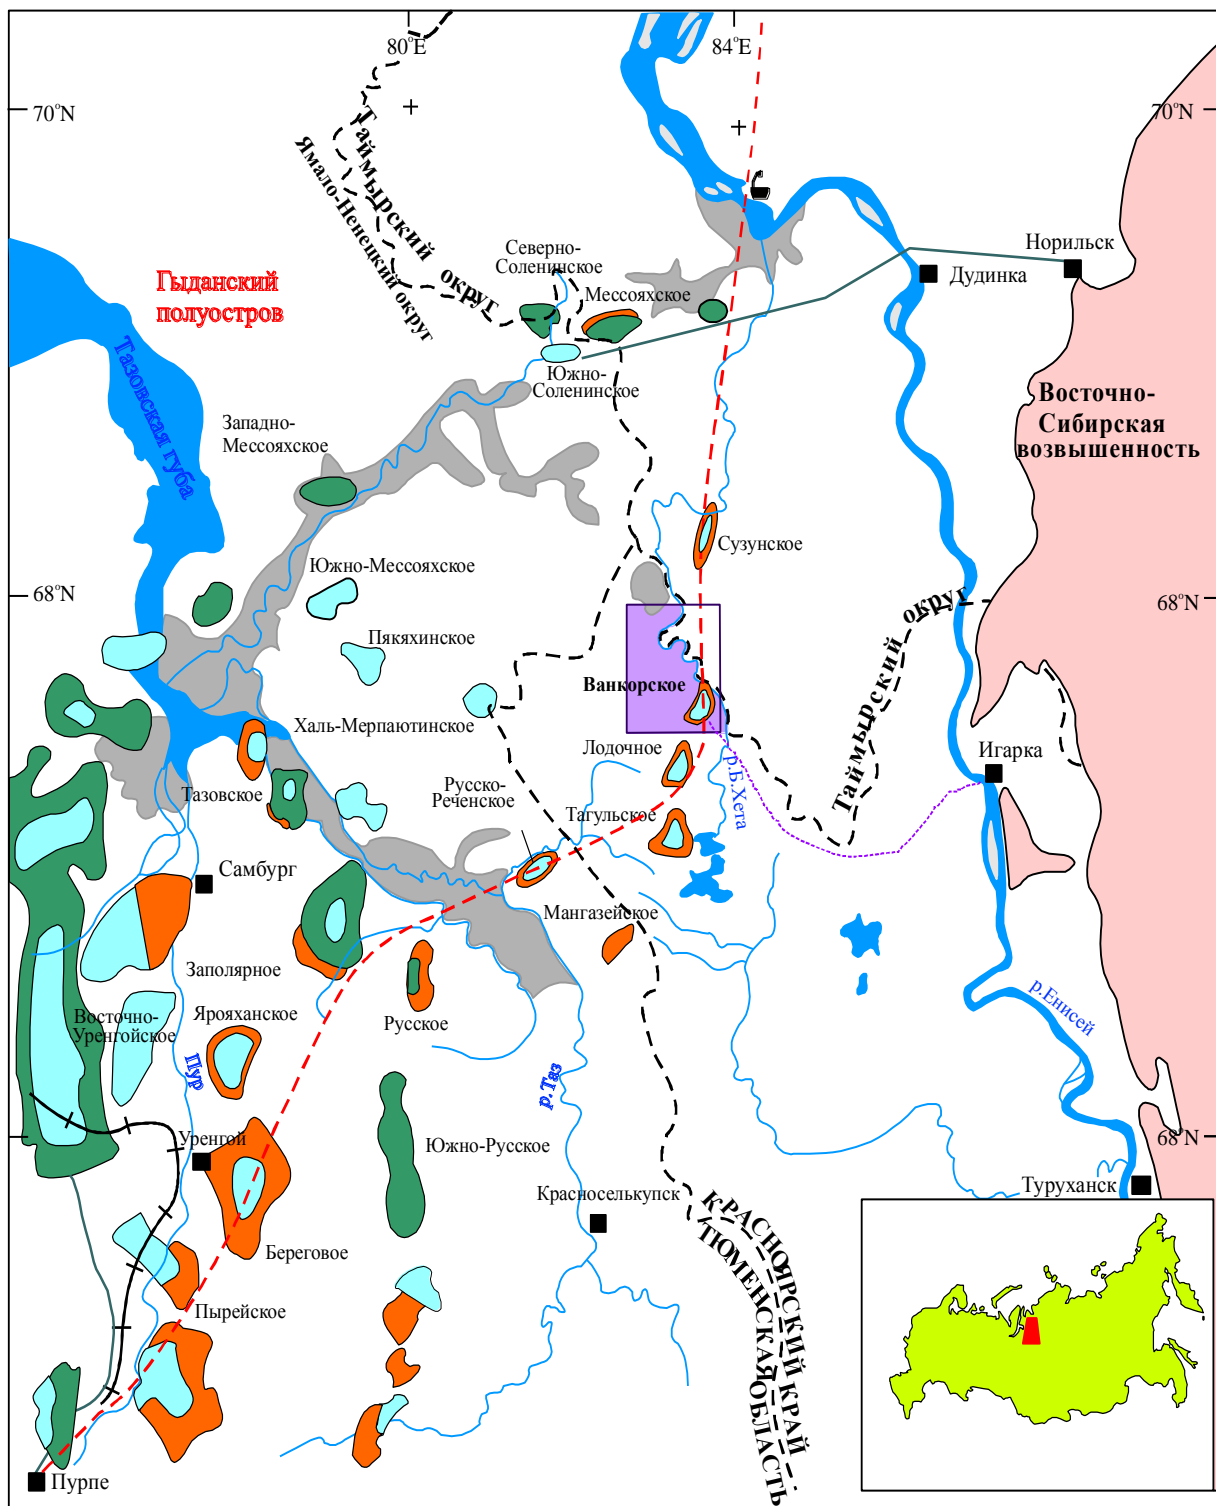 80°E
84°E
70°N
70°N
Таймырский округ
Ямало-Ненецкий округ
Северно-
Соленинское
Норильск
Дудинка
Гыданский
полуостров
Мессояхское
Тазовская губа
Южно-
Соленинское
Восточно-
Сибирская
возвышенность
Западно-
Мессояхское
Сузунское
Южно-Мессояхское
68°N
68°N
Таймырский округ
Пякяхинское
Ванкорское
Халь-Мерпаютинское
Лодочное
р.Б.Хета
Игарка
Тазовское
Русско-
Реченское
Тагульское
Самбург
Мангазейское
Заполярное
р.Енисей
Восточно-
Уренгойское
Ярояханское
Русское
Пур
р.Таз
Уренгой
Южно-Русское
68°N
Туруханск
Красноселькупск
КРАСНОЯРСКИЙ КРАЙ
ТЮМЕНСКАЯ ОБЛАСТЬ
Береговое
Пырейское
Пурпе